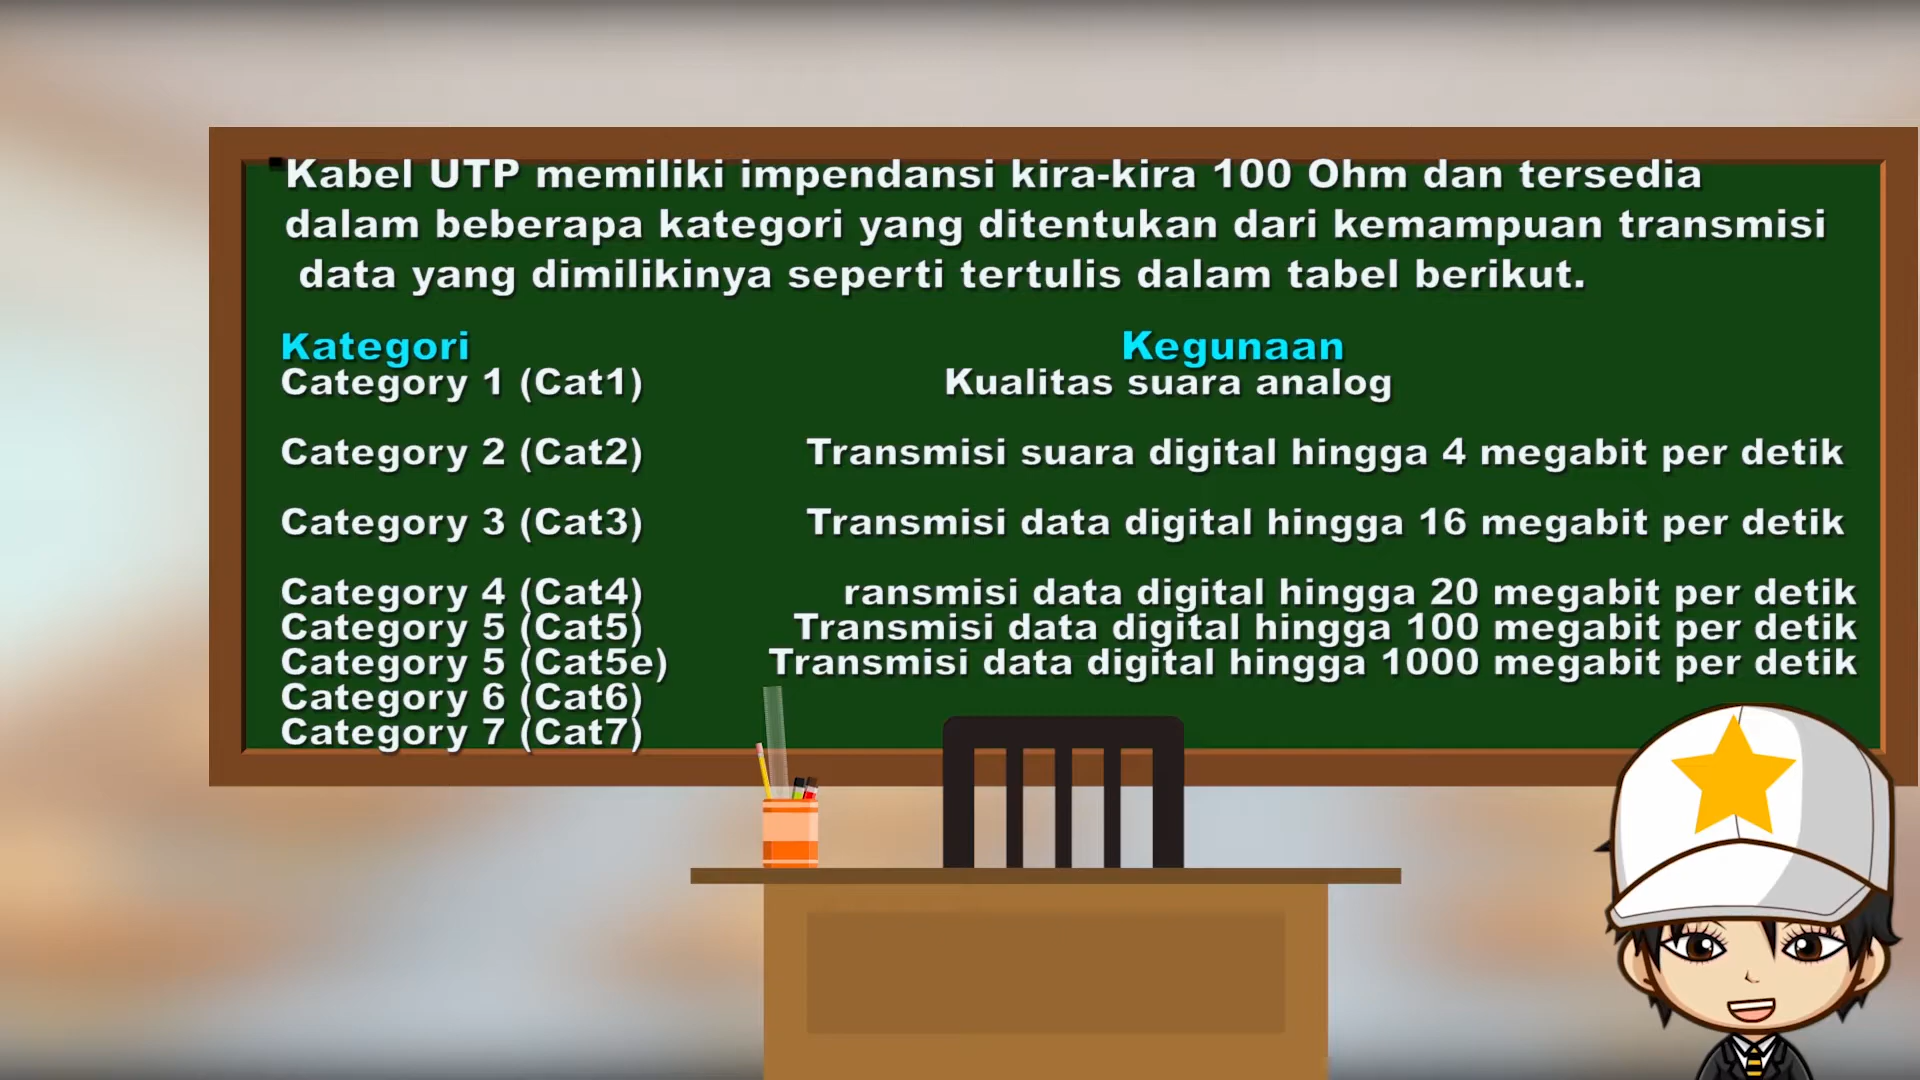 Kabel UTP memiliki impendansi kira-kira 100 Ohm dan tersedia
dalam beberapa kategori yang ditentukan dari kemampuan transmisi
data yang dimilikinya seperti tertulis dalam tabel berikut.
Kategori Kegunaan
Category 1 (Cat1) Kualitas suara analog
Category 2 (Cat2) Transmisi suara digital hingga 4 megabit per detik
Category 3 (Cat3) Transmisi data digital hingga 16 megabit per detik
Category 4 (Cat4) ransmisi data digital hingga 20 megabit per detik
Category 5 (Cat5) Transmisi data digital hingga 100 megabit per detik
Category 5 (Cat5e) Transmisi data digital hingga 1000 megabit per detik
Category 6 (Cat6)
Category 7 (Cat7)